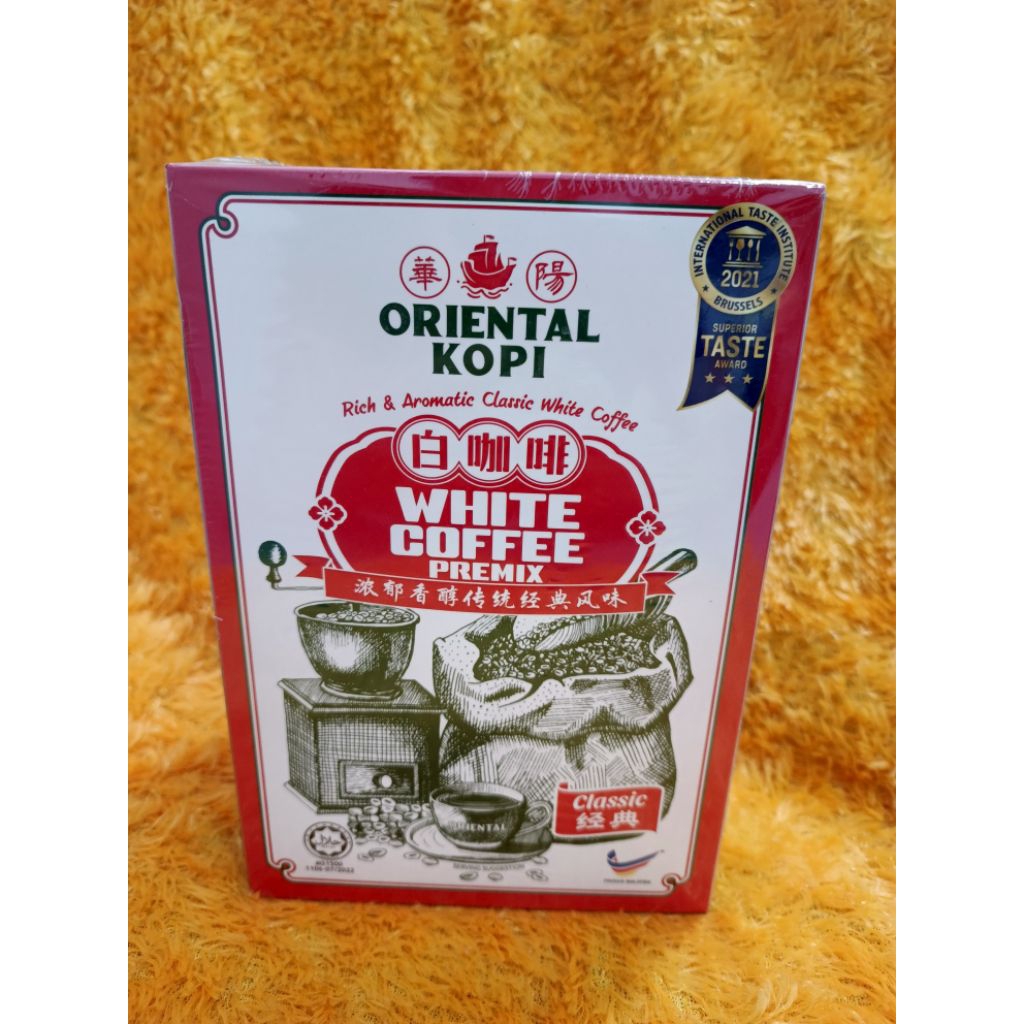 華 陽
ORIENTAL
KOPI
INTERNATIONAL TASTE INSTITUTE
2021
BRUSSELS
SUPERIOR
TASTE
AWARD
Rich & Aromatic Classic White Coffee
白咖啡
WHITE
COFFEE
PREMIX
浓郁香醇传统经典风味
Classic
经典
ORIENTAL
SERVING SUGGESTION
MS1500